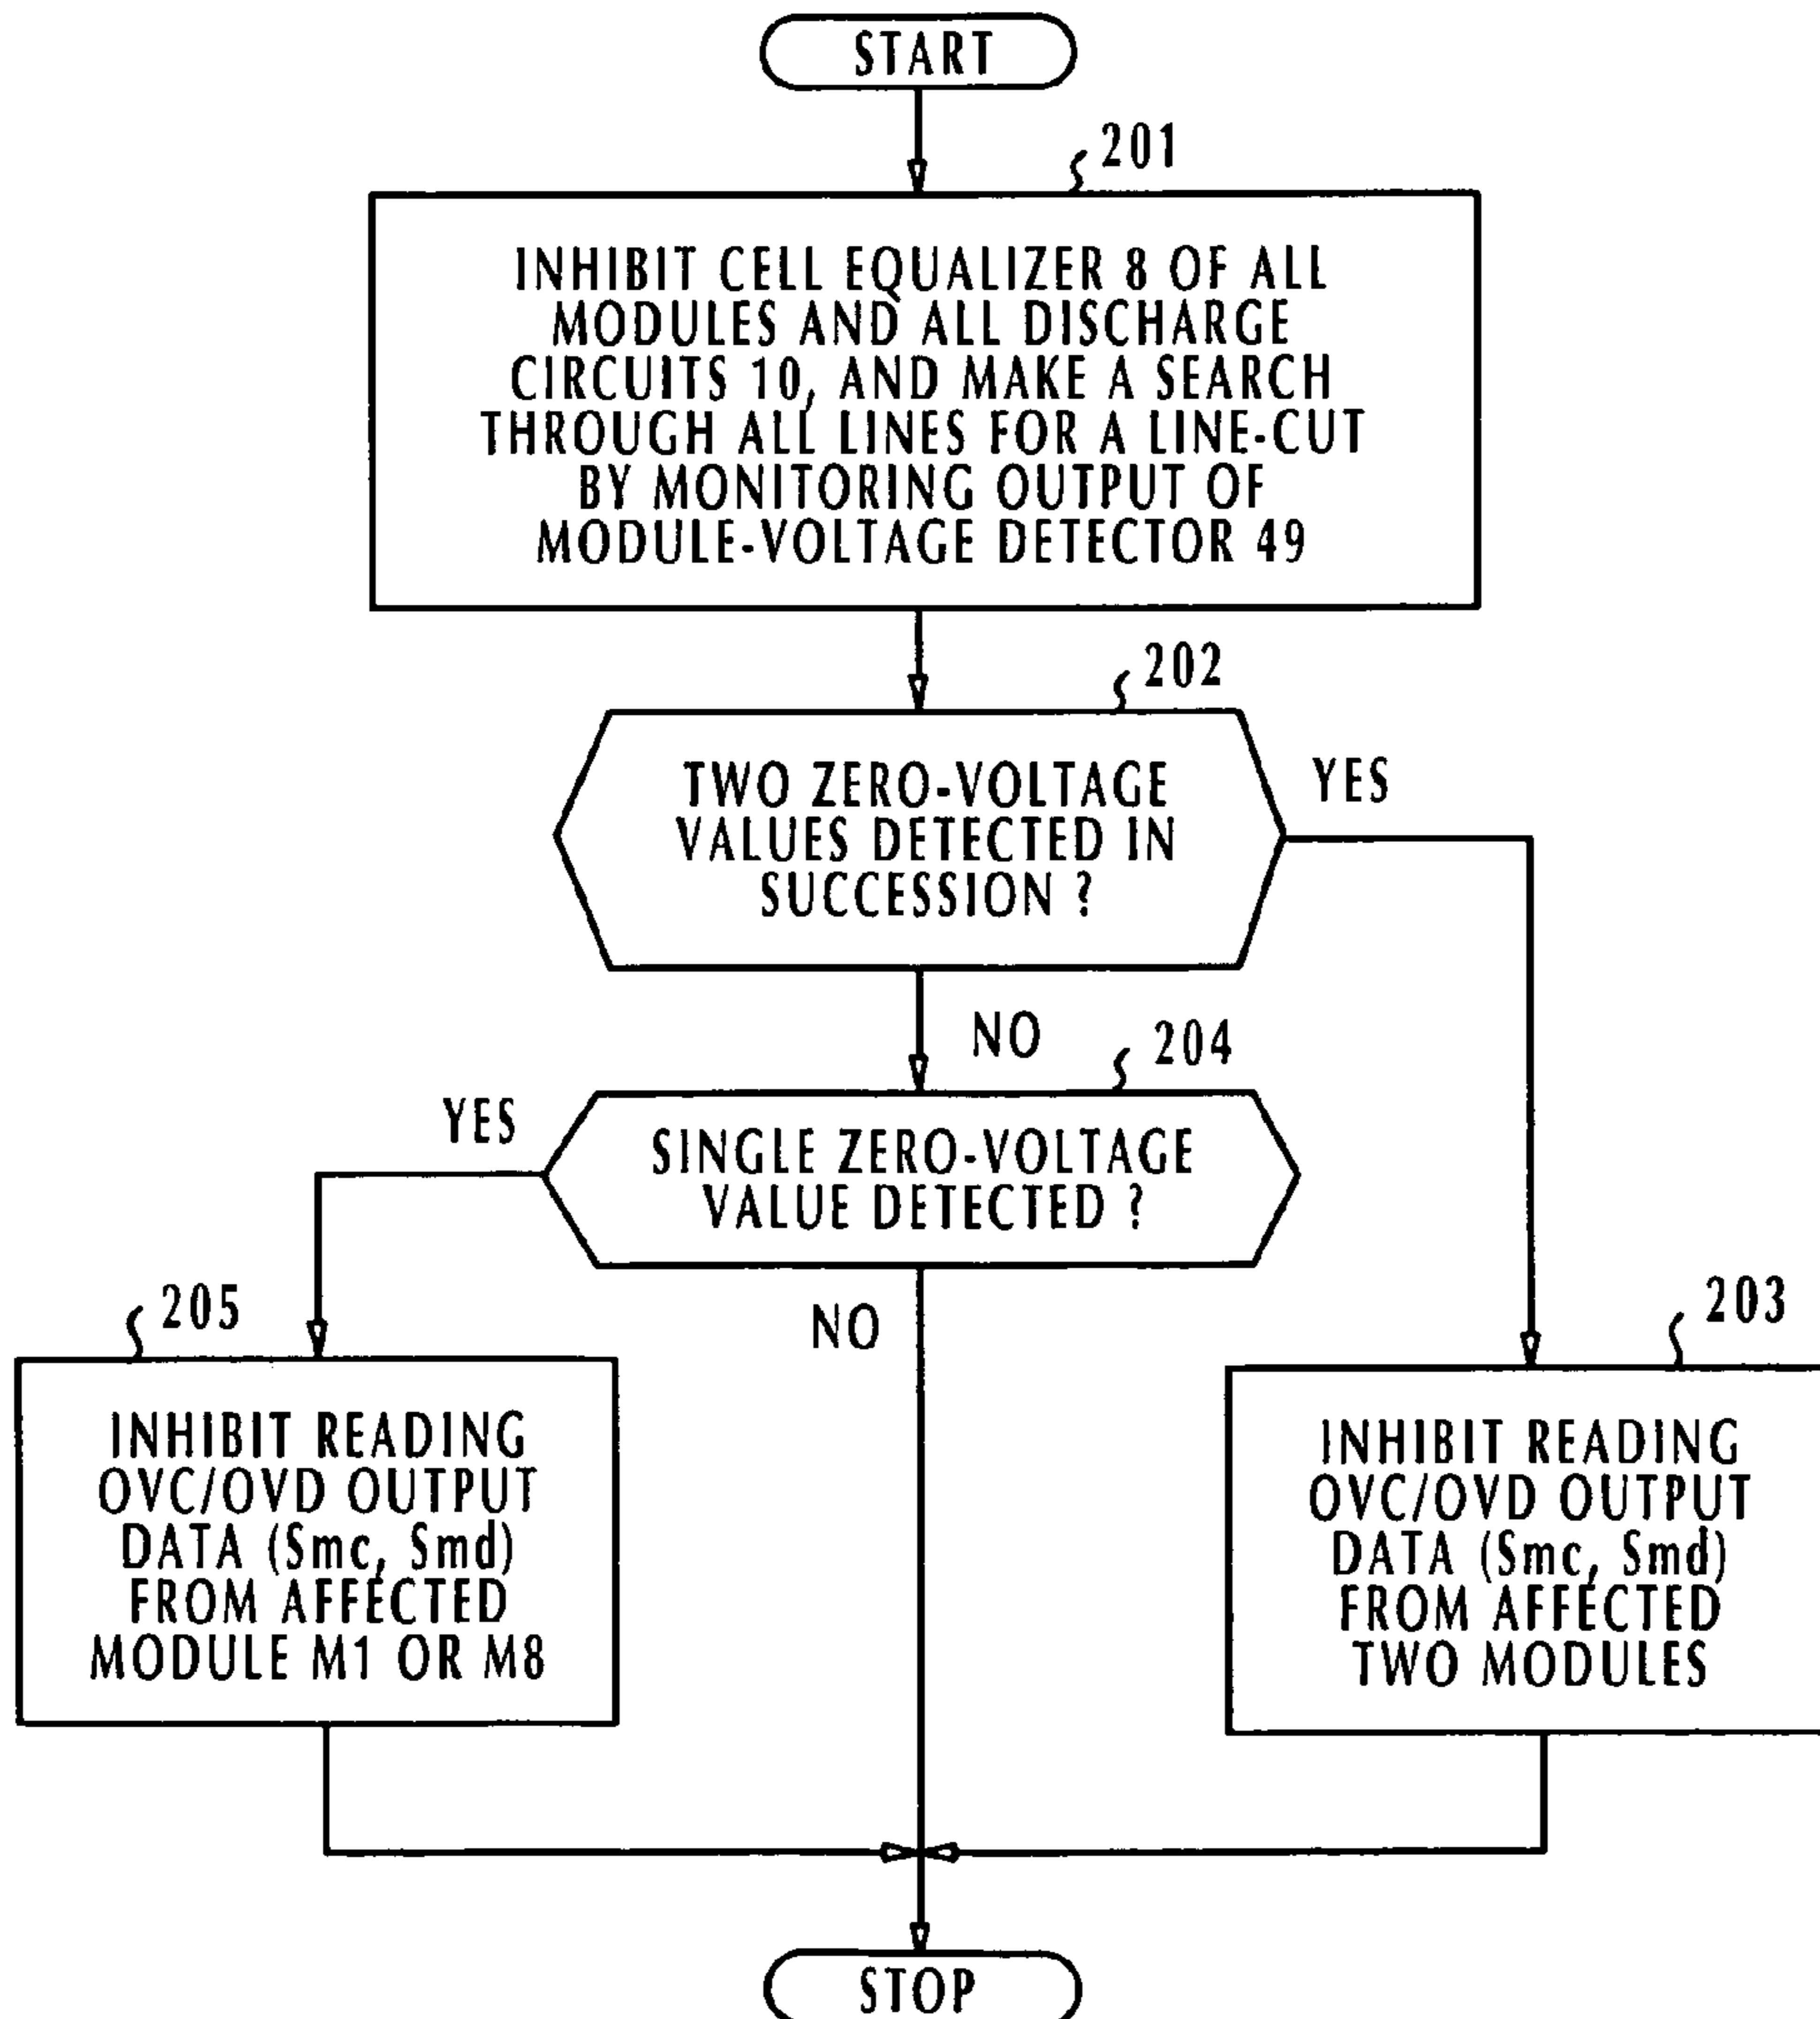 START
201
INHIBIT CELL EQUALIZER 8 OF ALL
MODULES AND ALL DISCHARGE
CIRCUITS 10, AND MAKE A SEARCH
THROUGH ALL LINES FOR A LINE-CUT
BY MONITORING OUTPUT OF
MODULE-VOLTAGE DETECTOR 49
202
TWO ZERO-VOLTAGE
VALUES DETECTED IN
SUCCESSION ?
YES
NO
204
YES
SINGLE ZERO-VOLTAGE
VALUE DETECTED ?
NO
205
INHIBIT READING
OVC/OVD OUTPUT
DATA (Smc, Smd)
FROM AFFECTED
MODULE M1 OR M8
203
INHIBIT READING
OVC/OVD OUTPUT
DATA (Smc, Smd)
FROM AFFECTED
TWO MODULES
STOP